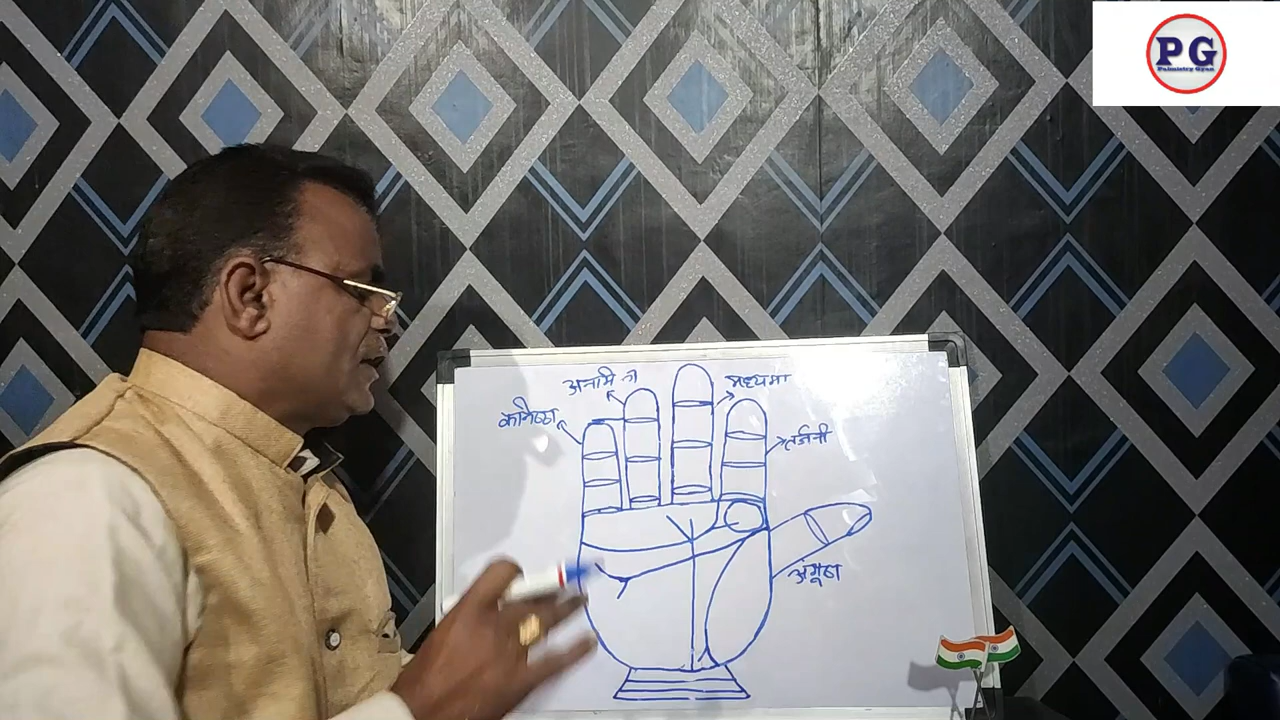 PG
Palmistry Gyan
अनामिका
मध्यमा
कनिष्ठा
तर्जनी
अंगूठा